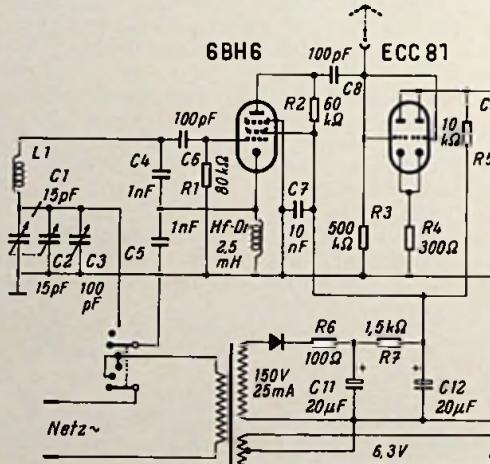 6BH6
100pF
ECC 81
C8
R2
60
kΩ
C
100pF
C6
L1
C4
1nF
R1
80kΩ
10
kΩ
R5
C1
15pF
1nF
C7
10
nF
Hf-Dr
2,5
mH
R3
500
kΩ
R4
300Ω
C2
C3
C5
15pF
100
pF
R6
100Ω
1,5kΩ
R7
150V
25mA
+
+
C11
20µF
C12
20µF
Netz~
6,3V